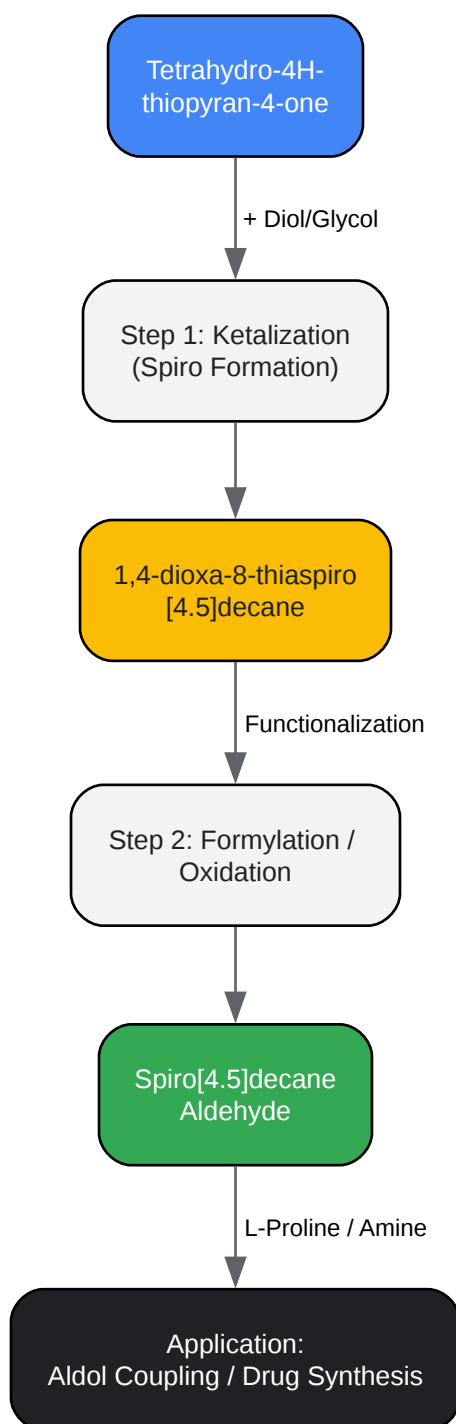 Tetrahydro-4H-
thiopyran-4-one
+ Diol/Glycol
Step 1: Ketalization
(Spiro Formation)
1,4-dioxa-8-thiaspiro
[4.5]decane
Functionalization
Step 2: Formylation /
Oxidation
Spiro[4.5]decane
Aldehyde
L-Proline / Amine
Application:
Aldol Coupling / Drug Synthesis